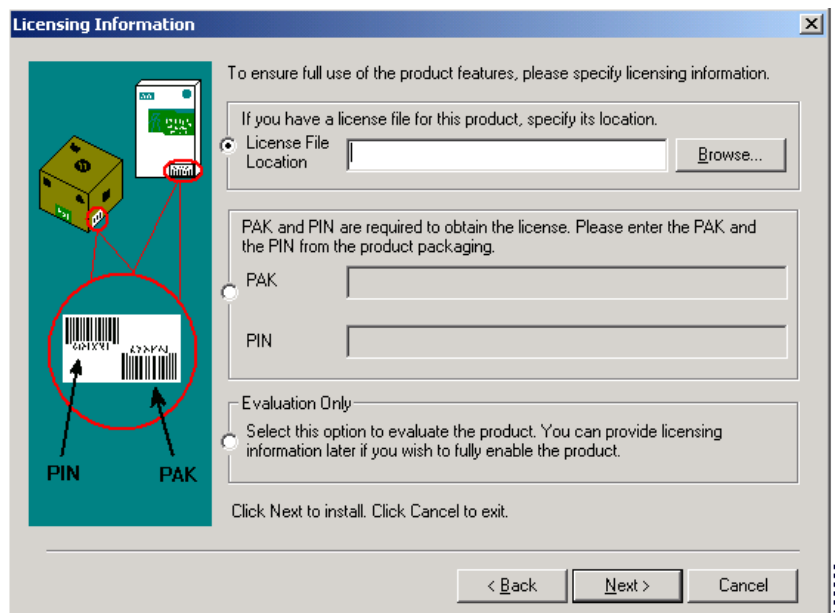 Licensing Information
To ensure full use of the product features, please specify licensing information.
If you have a license file for this product, specify its location.
License File
Location
Browse...
PAK and PIN are required to obtain the license. Please enter the PAK and
the PIN from the product packaging.
PAK
PIN
Evaluation Only
Select this option to evaluate the product. You can provide licensing
information later if you wish to fully enable the product.
PIN
PAK
Click Next to install. Click Cancel to exit.
< Back
Next >
Cancel